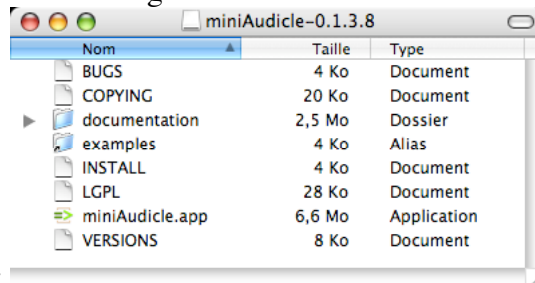 miniAudicle-0.1.3.8
Nom Taille Type
BUGS 4 Ko Document
COPYING 20 Ko Document
documentation 2,5 Mo Dossier
examples 4 Ko Alias
INSTALL 4 Ko Document
LGPL 28 Ko Document
miniAudicle.app 6,6 Mo Application
VERSIONS 8 Ko Document